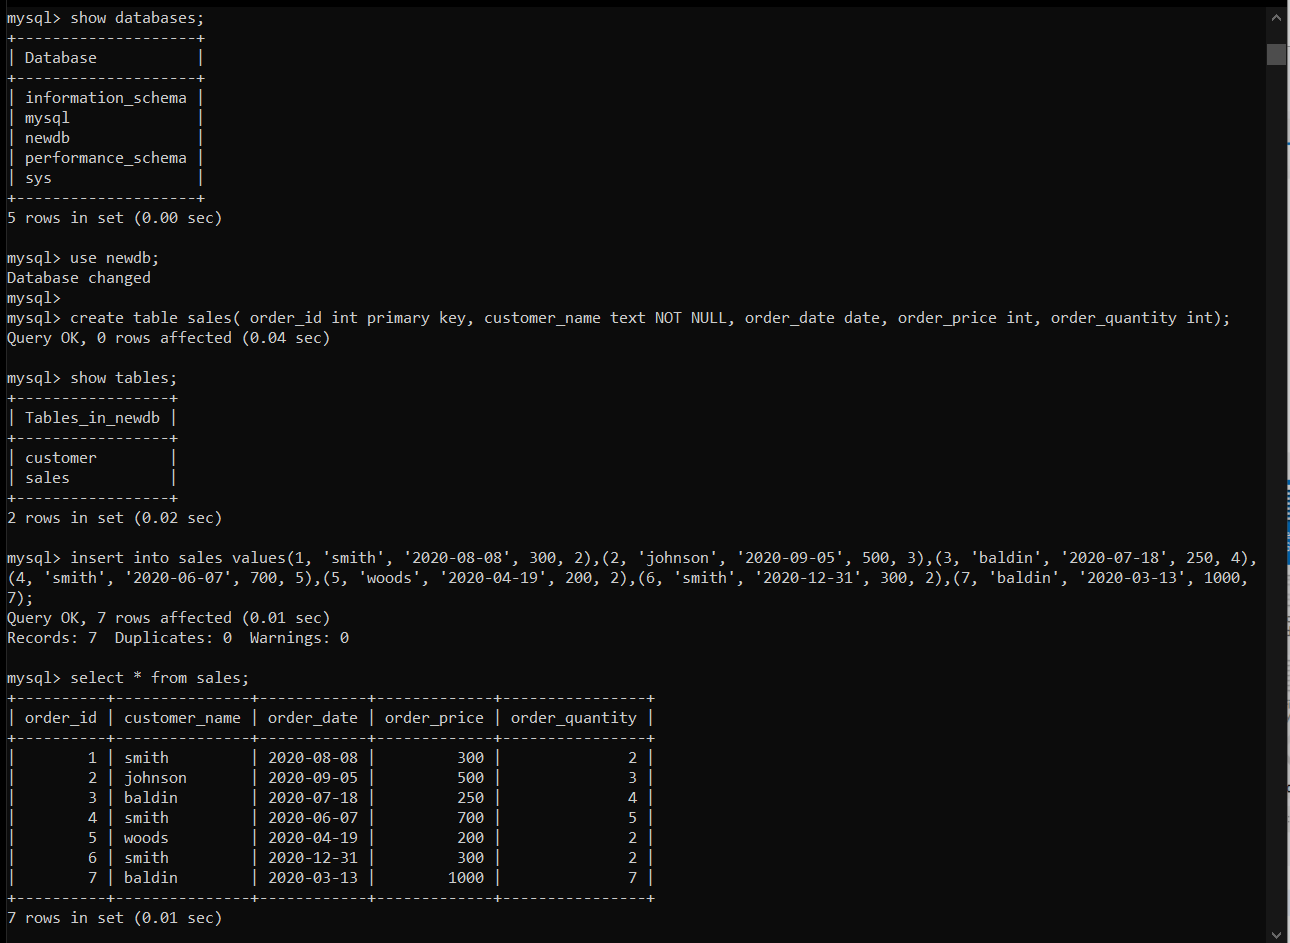 mysql> show databases;
+--------------------+
| Database           |
+--------------------+
| information_schema |
| mysql              |
| newdb              |
| performance_schema |
| sys                |
+--------------------+
5 rows in set (0.00 sec)

mysql> use newdb;
Database changed
mysql>
mysql> create table sales( order_id int primary key, customer_name text NOT NULL, order_date date, order_price int, order_quantity int);
Query OK, 0 rows affected (0.04 sec)

mysql> show tables;
+-----------------+
| Tables_in_newdb |
+-----------------+
| customer        |
| sales           |
+-----------------+
2 rows in set (0.02 sec)

mysql> insert into sales values(1, 'smith', '2020-08-08', 300, 2),(2, 'johnson', '2020-09-05', 500, 3),(3, 'baldin', '2020-07-18', 250, 4),
(4, 'smith', '2020-06-07', 700, 5),(5, 'woods', '2020-04-19', 200, 2),(6, 'smith', '2020-12-31', 300, 2),(7, 'baldin', '2020-03-13', 1000,
7);
Query OK, 7 rows affected (0.01 sec)
Records: 7  Duplicates: 0  Warnings: 0

mysql> select * from sales;
+----------+---------------+------------+-------------+----------------+
| order_id | customer_name | order_date | order_price | order_quantity |
+----------+---------------+------------+-------------+----------------+
|        1 | smith         | 2020-08-08 |         300 |              2 |
|        2 | johnson       | 2020-09-05 |         500 |              3 |
|        3 | baldin        | 2020-07-18 |         250 |              4 |
|        4 | smith         | 2020-06-07 |         700 |              5 |
|        5 | woods         | 2020-04-19 |         200 |              2 |
|        6 | smith         | 2020-12-31 |         300 |              2 |
|        7 | baldin        | 2020-03-13 |        1000 |              7 |
+----------+---------------+------------+-------------+----------------+
7 rows in set (0.01 sec)